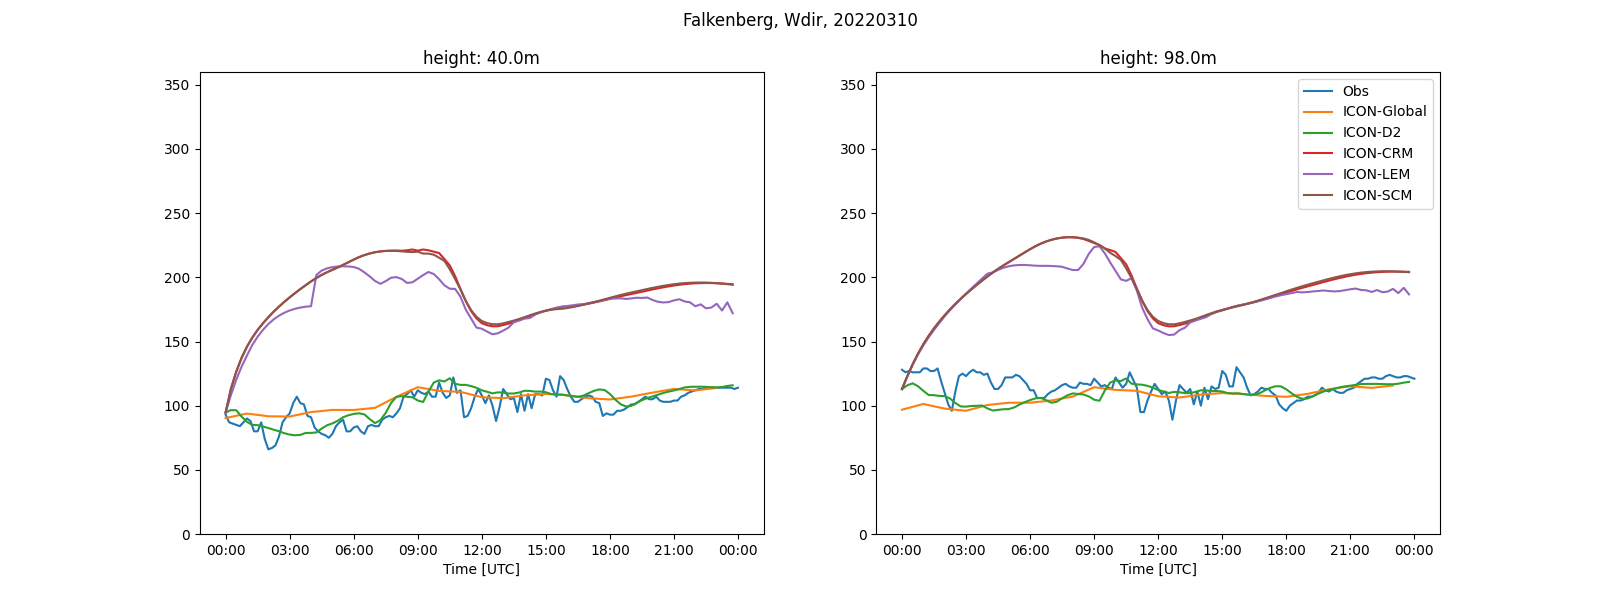 Falkenberg, Wdir, 20220310
height: 40.0m
350
300
250
200
150
100
50
0
00:00 03:00 06:00 09:00 12:00 15:00 18:00 21:00 00:00
Time [UTC]
height: 98.0m
350
300
250
200
150
100
50
0
00:00 03:00 06:00 09:00 12:00 15:00 18:00 21:00 00:00
Time [UTC]
Obs
ICON-Global
ICON-D2
ICON-CRM
ICON-LEM
ICON-SCM